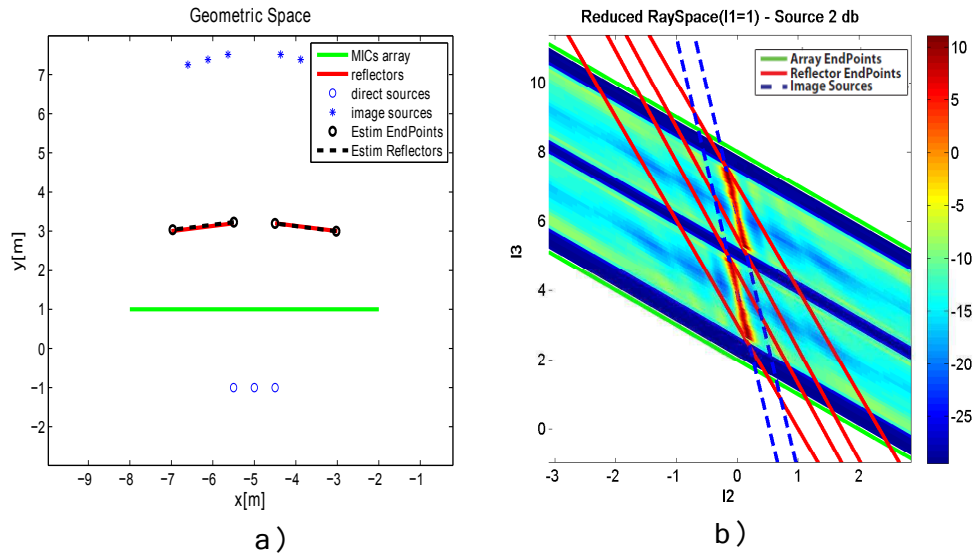 Geometric Space
MICs array
reflectors
direct sources
image sources
Estim EndPoints
Estim Reflectors
7
6
5
4
3
2
1
0
−1
−2
y[m]
−9 −8 −7 −6 −5 −4 −3 −2 −1
x[m]
a)
Reduced RaySpace(l1=1) - Source 2 db
Array EndPoints
Reflector EndPoints
Image Sources
10
8
6
4
2
0
l3
-3 -2 -1 0 1 2
l2
10
5
0
-5
-10
-15
-20
-25
b)